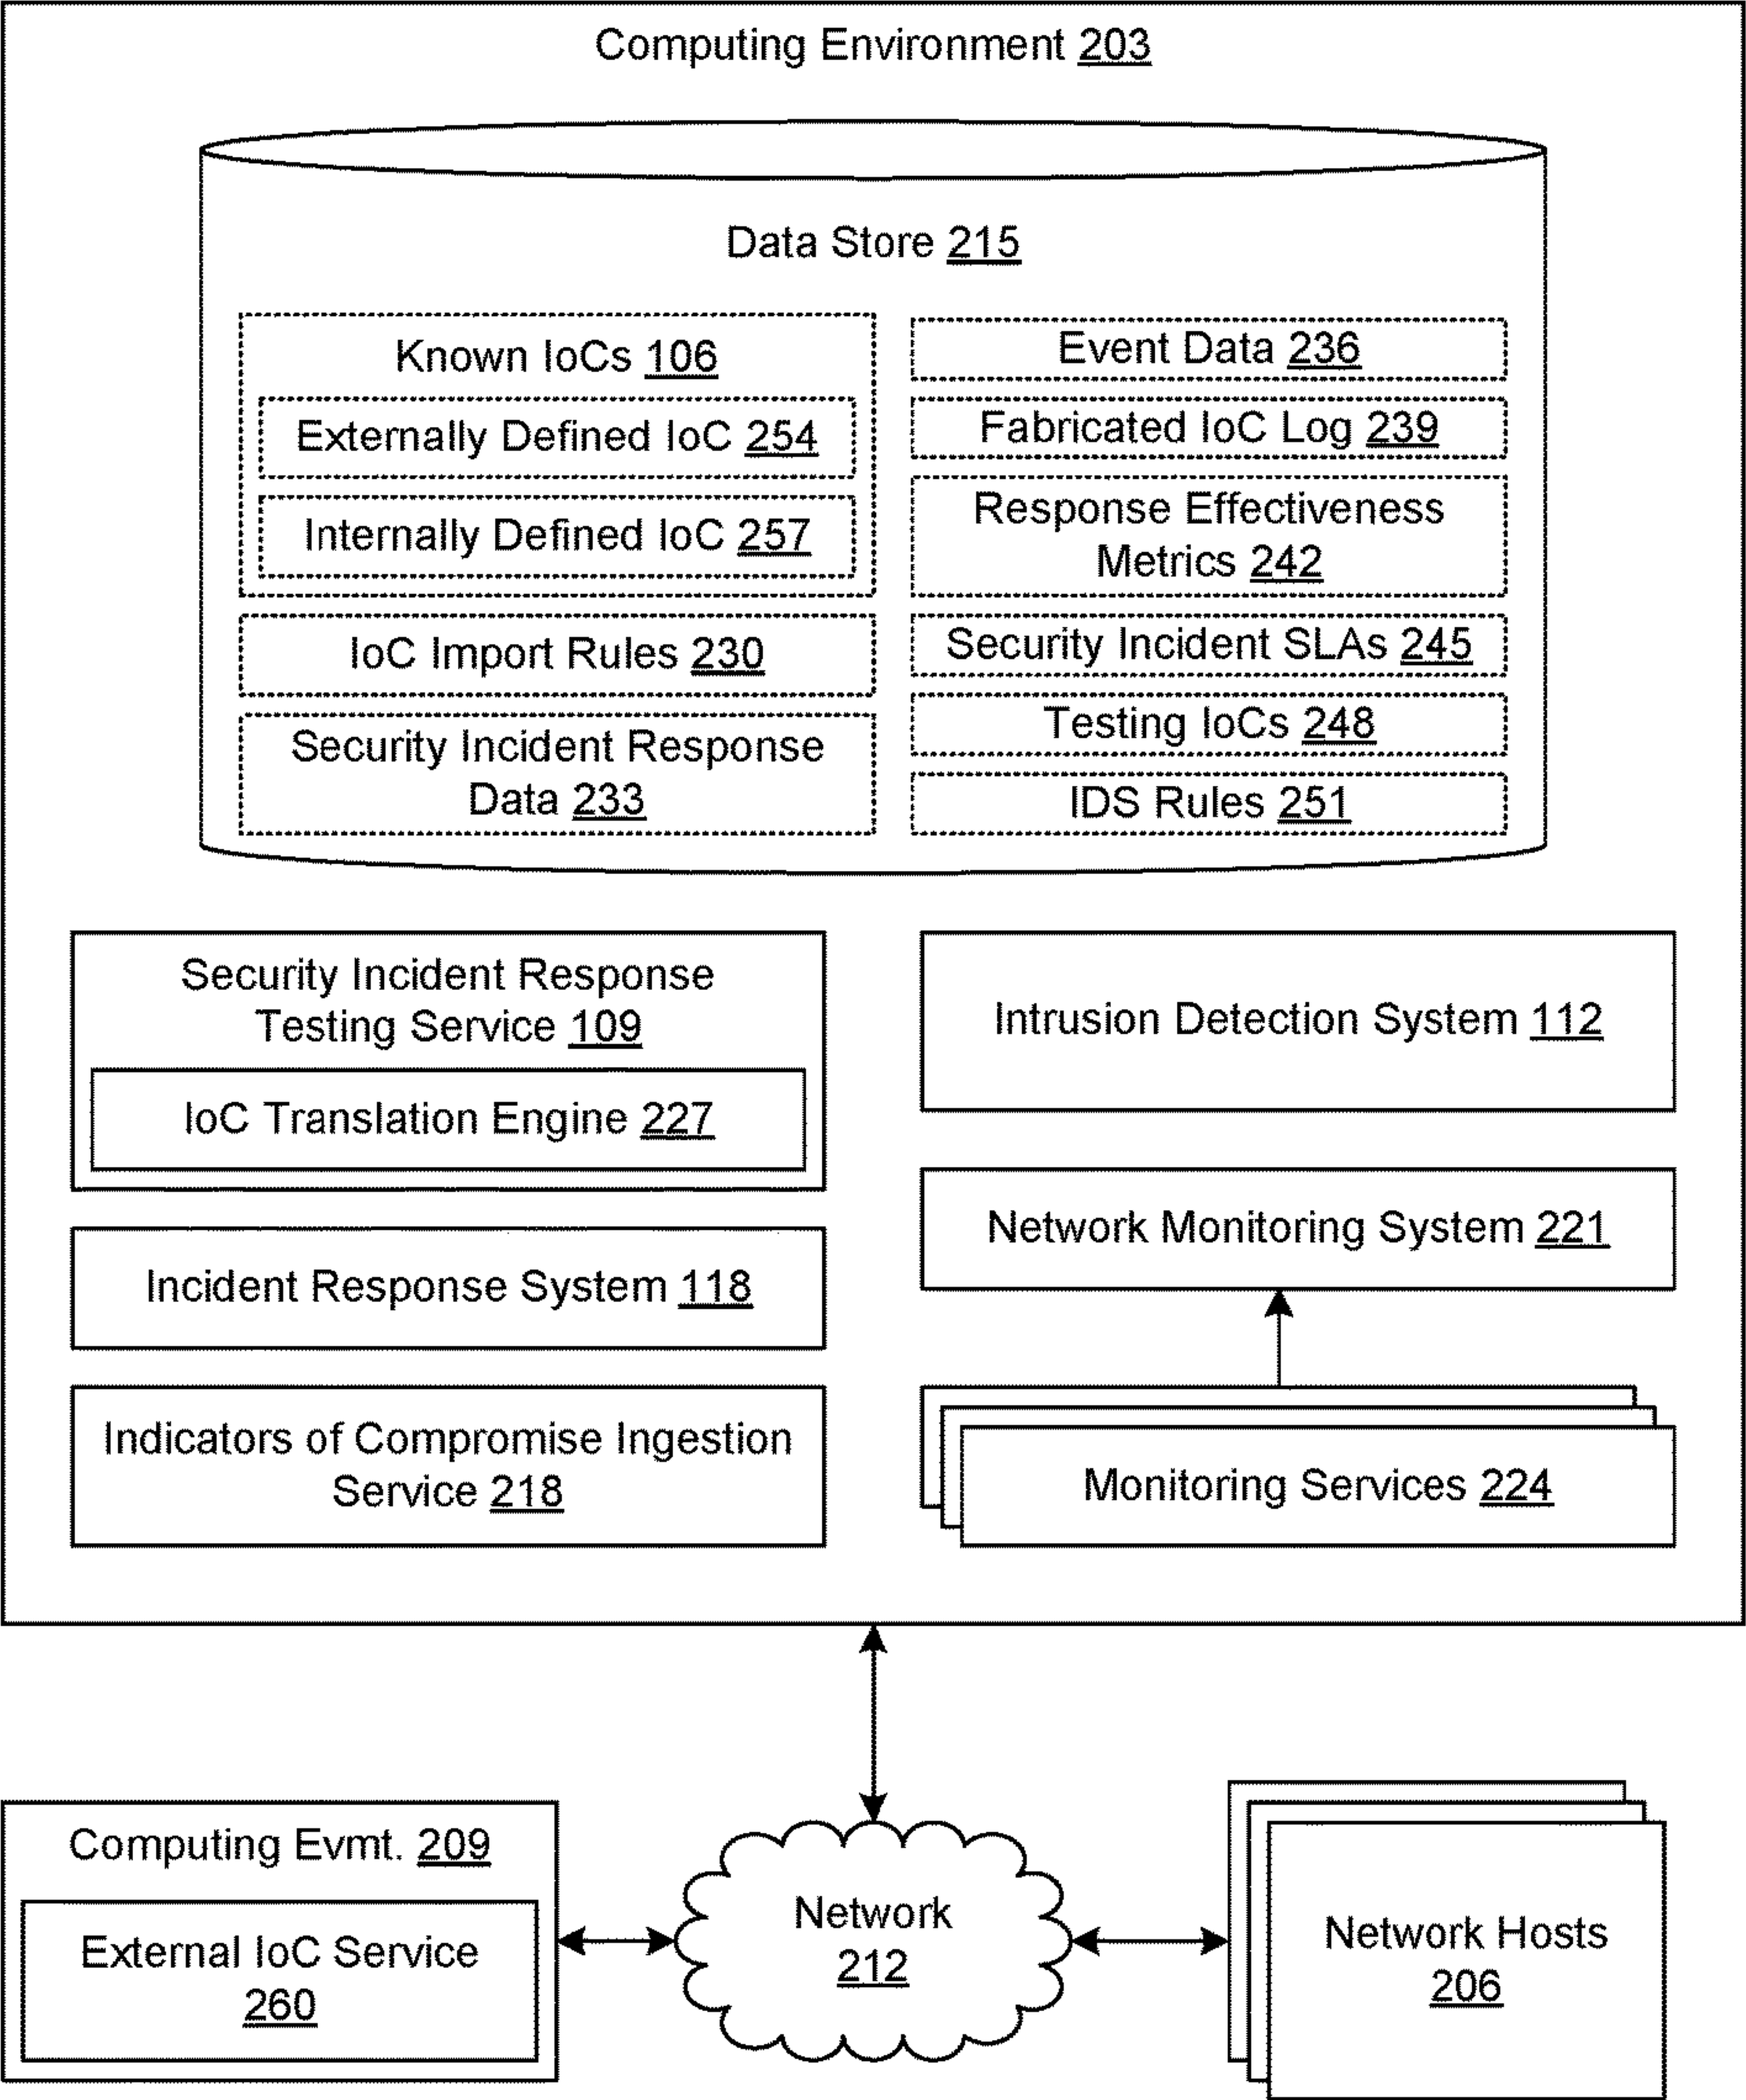 Computing Environment 203
Data Store 215
Known IoCs 106
Externally Defined IoC 254
Internally Defined IoC 257
IoC Import Rules 230
Security Incident Response
Data 233
Event Data 236
Fabricated IoC Log 239
Response Effectiveness
Metrics 242
Security Incident SLAs 245
Testing IoCs 248
IDS Rules 251
Security Incident Response
Testing Service 109
IoC Translation Engine 227
Incident Response System 118
Indicators of Compromise Ingestion
Service 218
Intrusion Detection System 112
Network Monitoring System 221
Monitoring Services 224
Computing Evmt. 209
External IoC Service
260
Network
212
Network Hosts
206